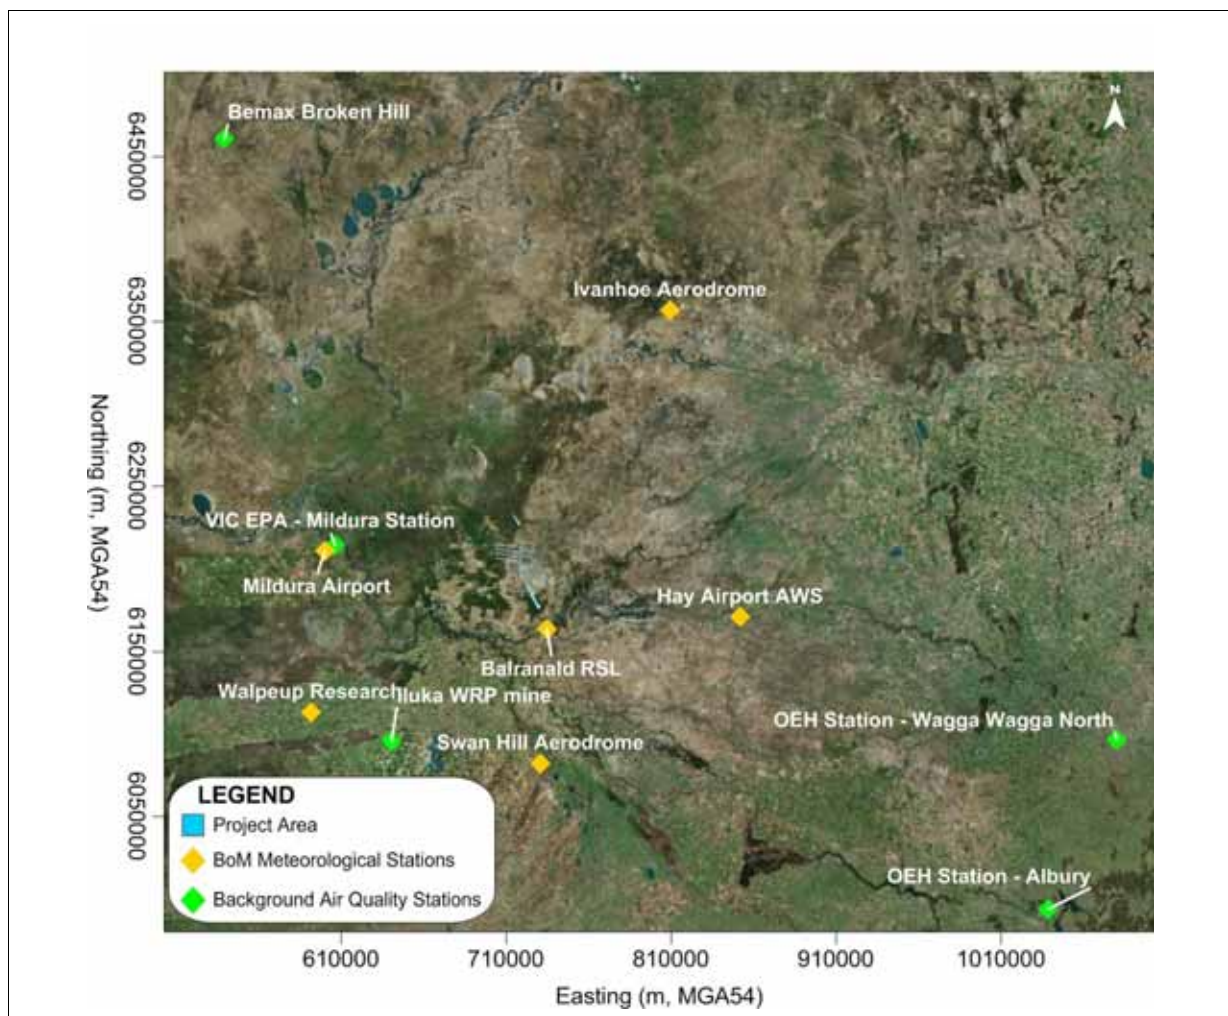 N
Bemax Broken Hill
Ivanhoe Aerodrome
VIC EPA - Mildura Station
Mildura Airport
Hay Airport AWS
Balranald RSL
Walpeup Research
Iluka WRP mine
OEH Station - Wagga Wagga North
Swan Hill Aerodrome
OEH Station - Albury
LEGEND
Project Area
BoM Meteorological Stations
Background Air Quality Stations
Northing (m, MGA54)
6450000
6350000
6250000
6150000
6050000
610000
710000
810000
910000
1010000
Easting (m, MGA54)